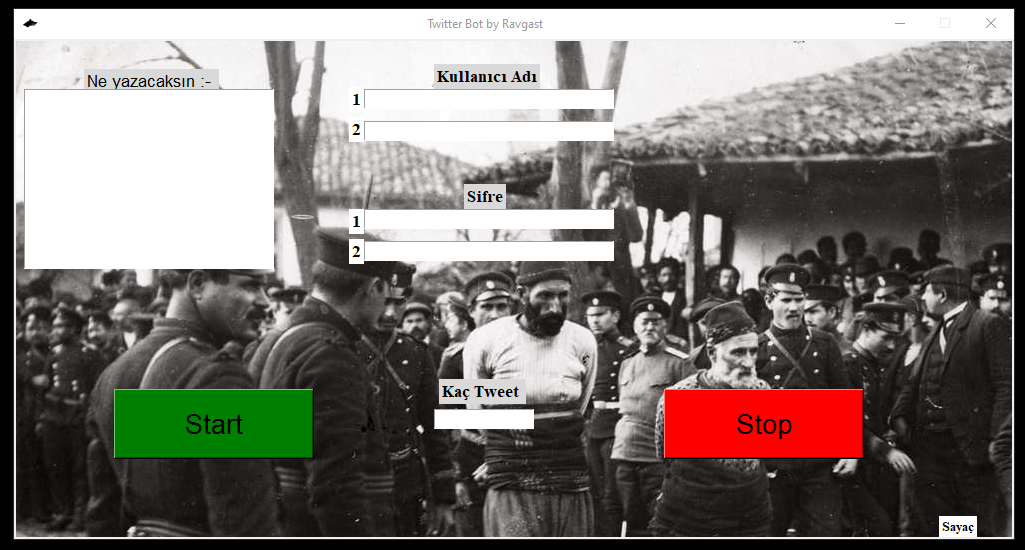 Twitter Bot by Ravgast
Ne yazacaksın :-
Kullanıcı Adı
1
2
Sifre
1
2
Kaç Tweet
Start
Stop
Sayaç